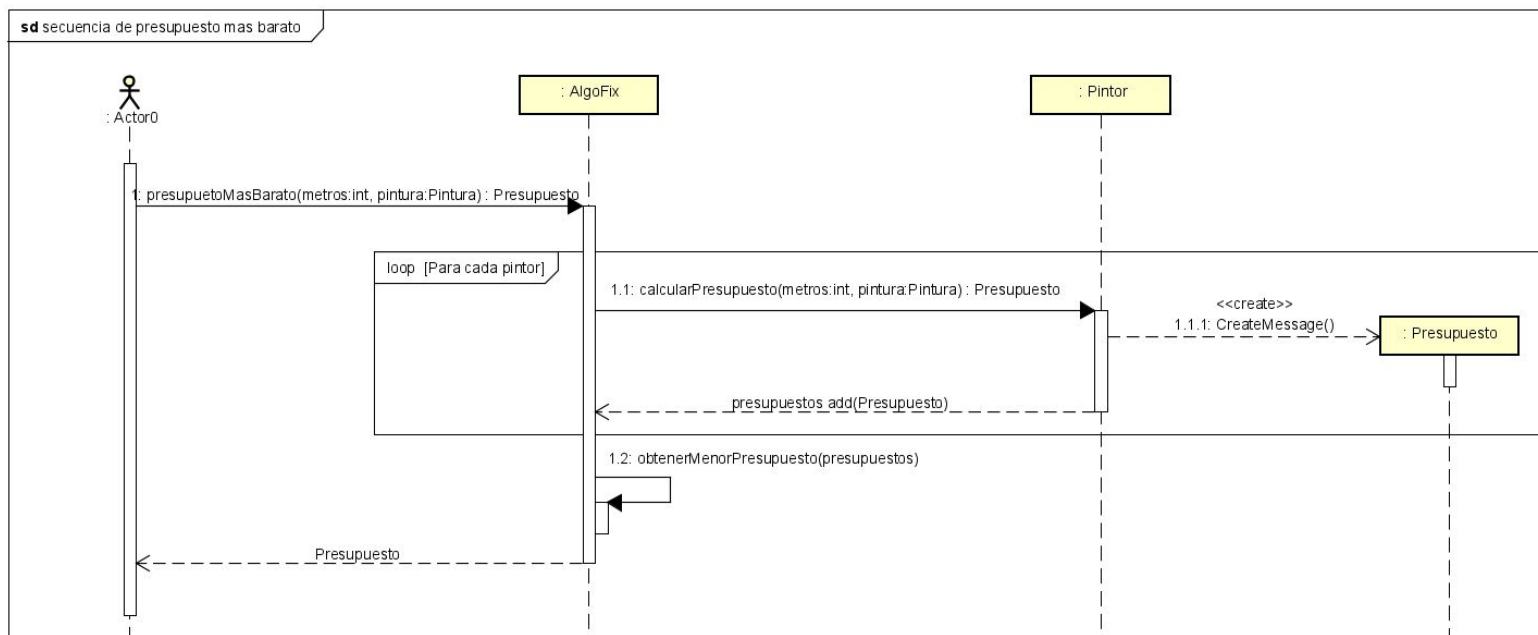 sd secuencia de presupuesto mas barato
: Actor0
: AlgoFix
: Pintor
1: presupuetoMasBarato(metros:int, pintura:Pintura) : Presupuesto
loop [Para cada pintor]
1.1: calcularPresupuesto(metros:int, pintura:Pintura) : Presupuesto
<<create>>
1.1.1: CreateMessage()
: Presupuesto
presupuestos add(Presupuesto)
1.2: obtenerMenorPresupuesto(presupuestos)
Presupuesto